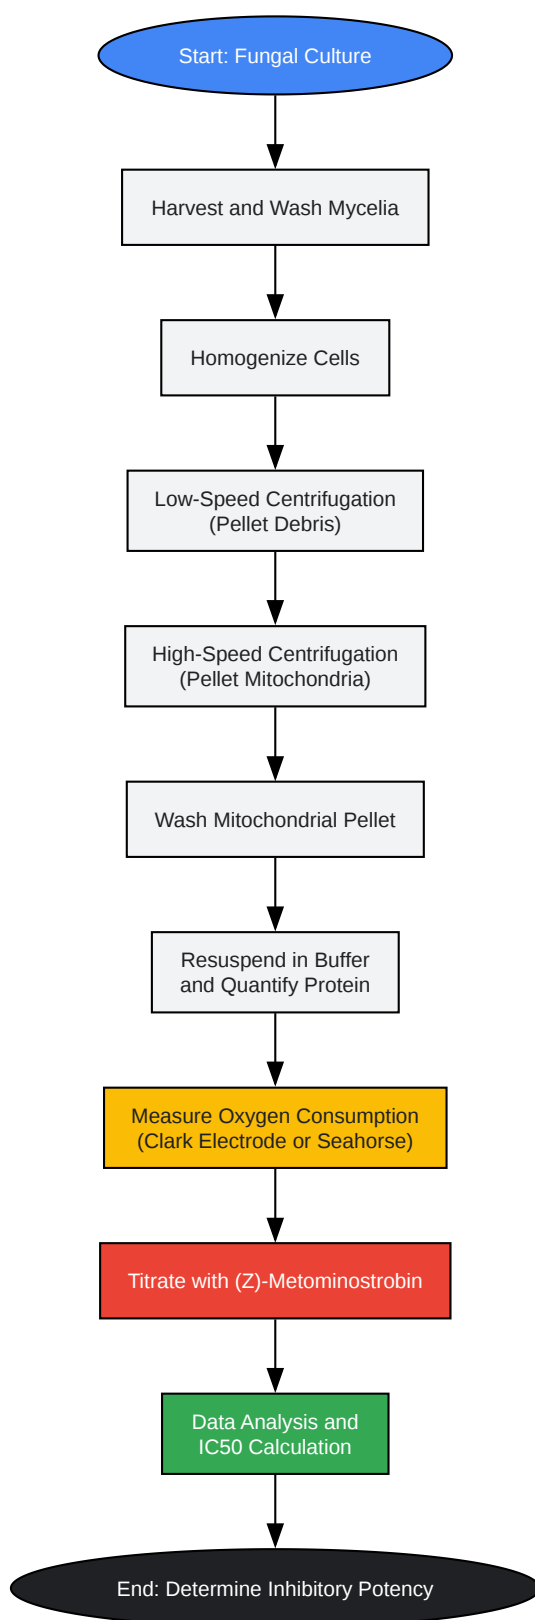 Start: Fungal Culture
Harvest and Wash Mycelia
Homogenize Cells
Low-Speed Centrifugation
(Pellet Debris)
High-Speed Centrifugation
(Pellet Mitochondria)
Wash Mitochondrial Pellet
Resuspend in Buffer
and Quantify Protein
Measure Oxygen Consumption
(Clark Electrode or Seahorse)
Titrate with (Z)-Metominostrobin
Data Analysis and
IC50 Calculation
End: Determine Inhibitory Potency